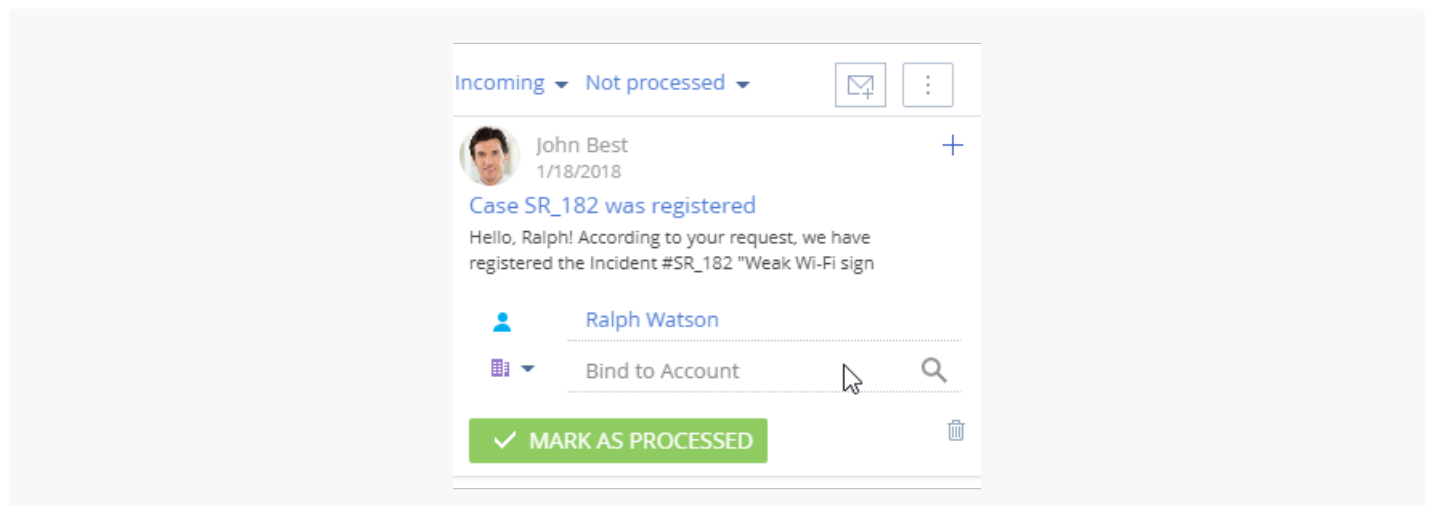 Incoming Not processed
John Best
1/18/2018
Case SR_182 was registered
Hello, Ralph! According to your request, we have
registered the Incident #SR_182 "Weak Wi-Fi sign
Ralph Watson
Bind to Account
MARK AS PROCESSED